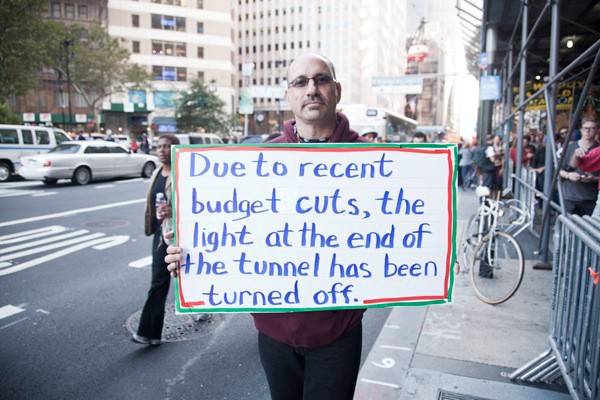 Due to recent
budget cuts, the
light at the end of
the tunnel has been
turned off.